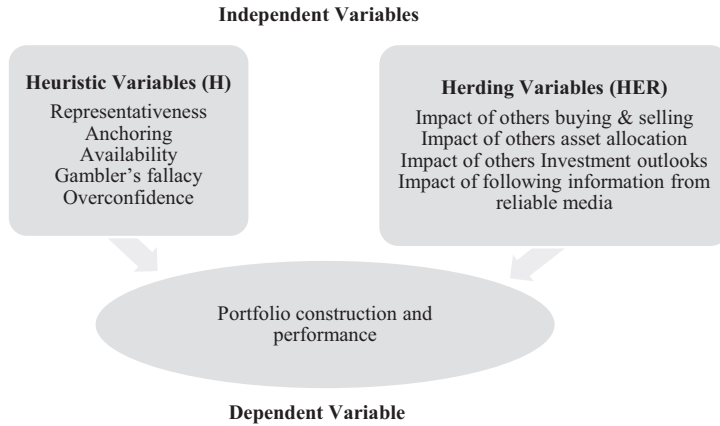 Independent Variables
Heuristic Variables (H)
Representativeness
Anchoring
Availability
Gambler's fallacy
Overconfidence
Herding Variables (HER)
Impact of others buying & selling
Impact of others asset allocation
Impact of others Investment outlooks
Impact of following information from
reliable media
Portfolio construction and
performance
Dependent Variable